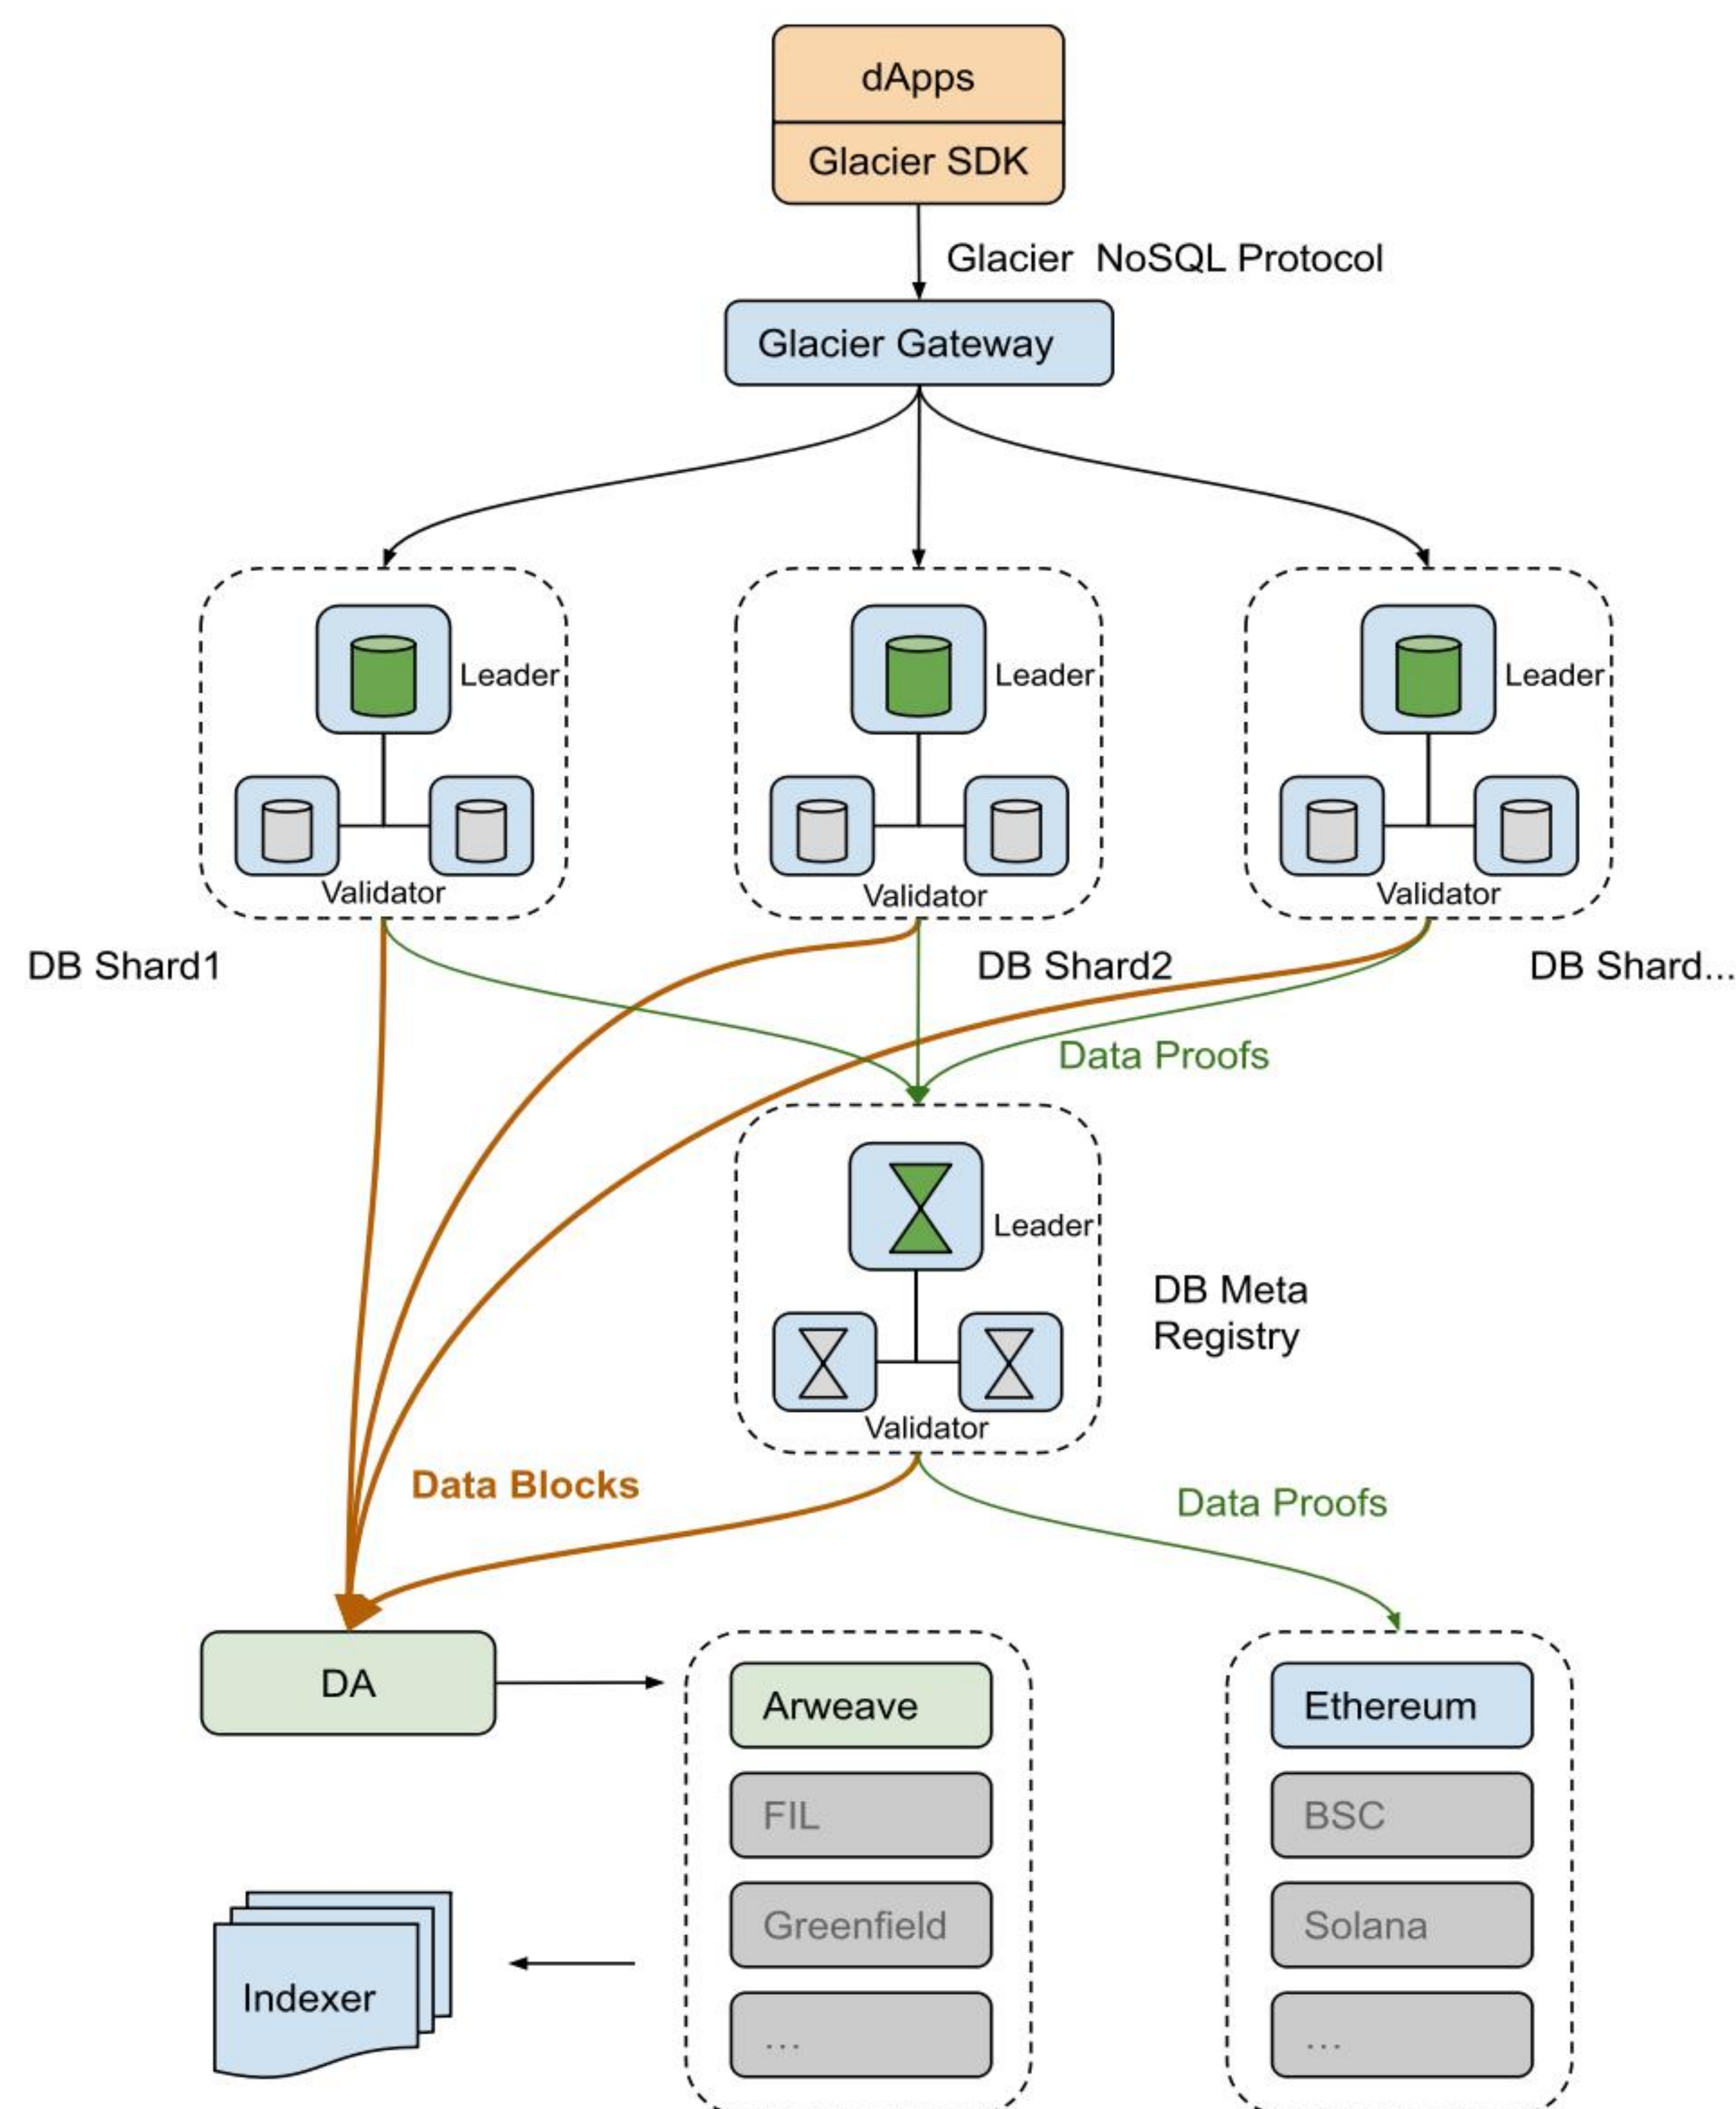 dApps
Glacier SDK
Glacier NoSQL Protocol
Glacier Gateway
Leader
Leader
Leader
Validator
Validator
Validator
DB Shard1
DB Shard2
DB Shard...
Data Proofs
Leader
DB Meta
Registry
Validator
Data Blocks
Data Proofs
DA
Arweave
Ethereum
FIL
BSC
Greenfield
Solana
Indexer
...
...